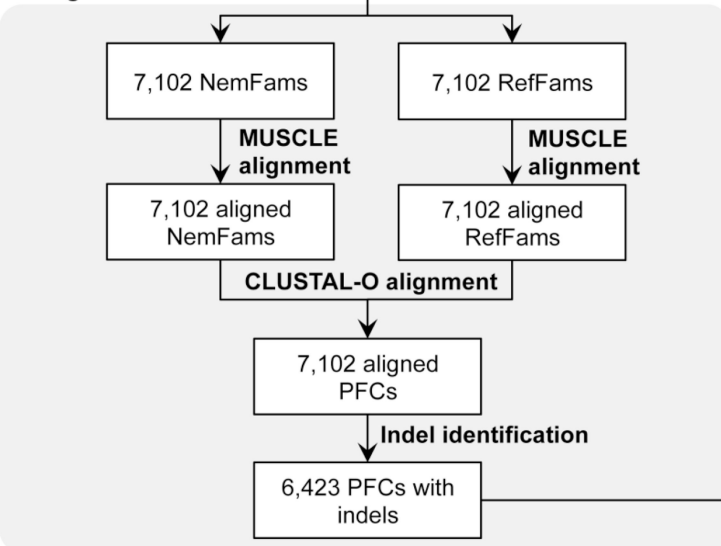 7,102 NemFams
7,102 RefFams
MUSCLE
alignment
MUSCLE
alignment
7,102 aligned
NemFams
7,102 aligned
RefFams
CLUSTAL-O alignment
7,102 aligned
PFCs
Indel identification
6,423 PFCs with
indels